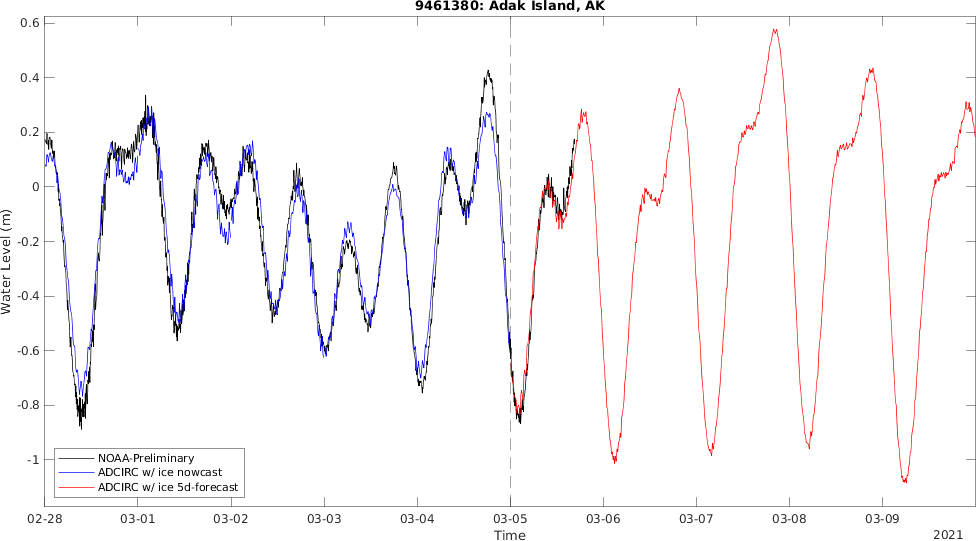 9461380: Adak Island, AK
0.6
0.4
0.2
0
-0.2
-0.4
-0.6
-0.8
-1
Water Level (m)
NOAA-Preliminary
ADCIRC w/ ice nowcast
ADCIRC w/ ice 5d-forecast
02-28 03-01 03-02 03-03 03-04 03-05 03-06 03-07 03-08 03-09
Time
2021